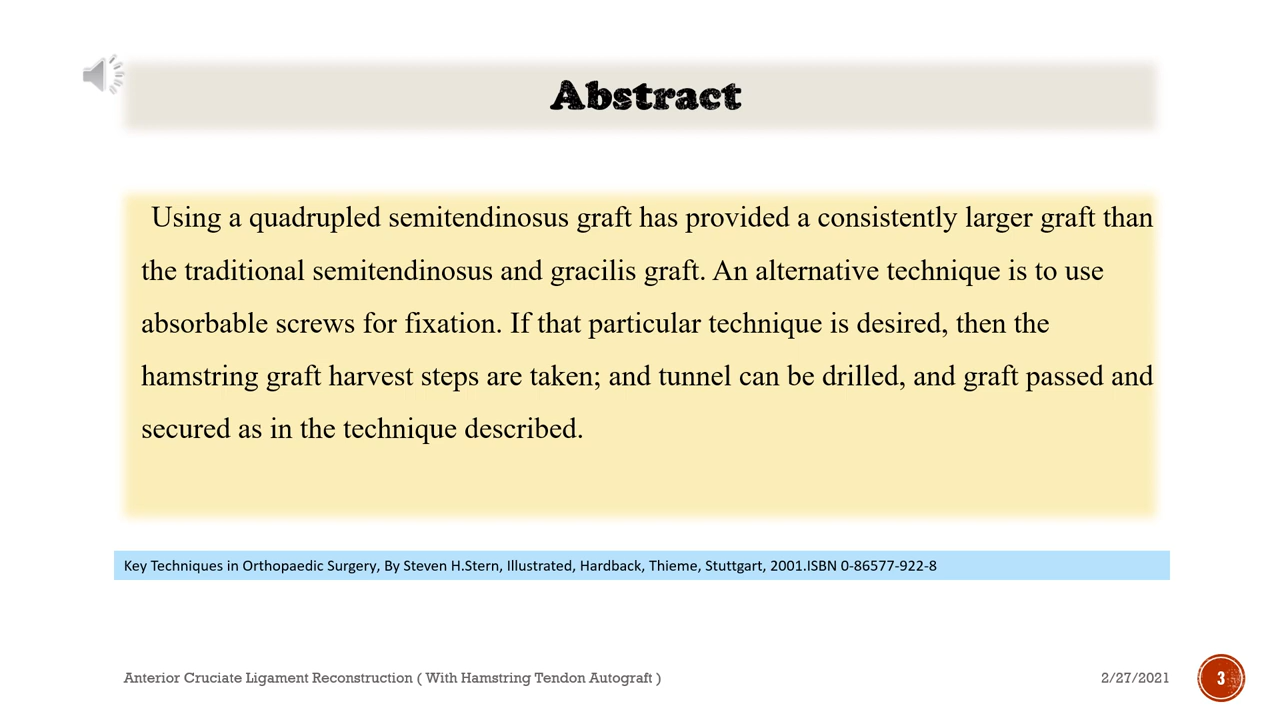 Abstract
Using a quadrupled semitendinosus graft has provided a consistently larger graft than
the traditional semitendinosus and gracilis graft. An alternative technique is to use
absorbable screws for fixation. If that particular technique is desired, then the
hamstring graft harvest steps are taken; and tunnel can be drilled, and graft passed and
secured as in the technique described.
Key Techniques in Orthopaedic Surgery, By Steven H.Stern, Illustrated, Hardback, Thieme, Stuttgart, 2001.ISBN 0-86577-922-8
Anterior Cruciate Ligament Reconstruction ( With Hamstring Tendon Autograft )
2/27/2021
3